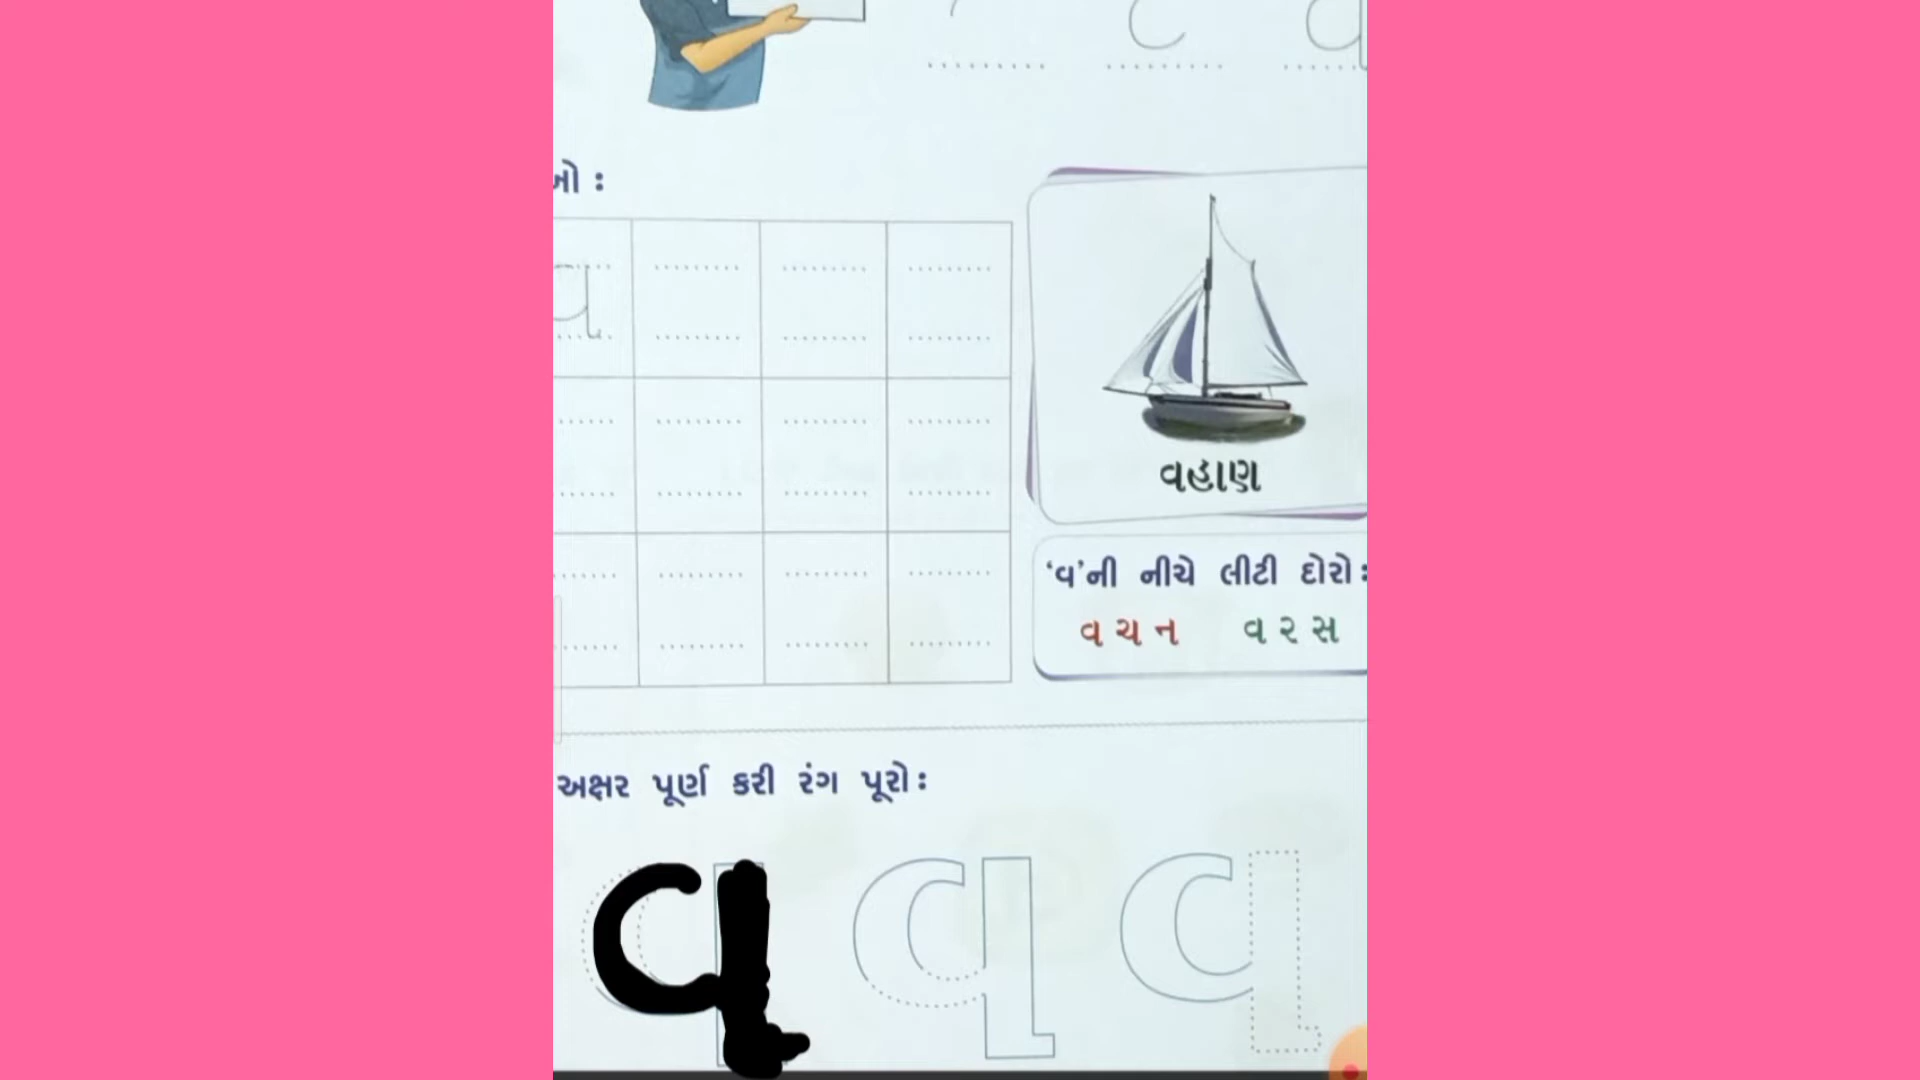 વ
વહાણ
‘વ’ની નીચે લીટી દોરો :
વ ચ ન વ ર સ
અક્ષર પૂર્ણ કરી રંગ પૂરો :
વ વ વ